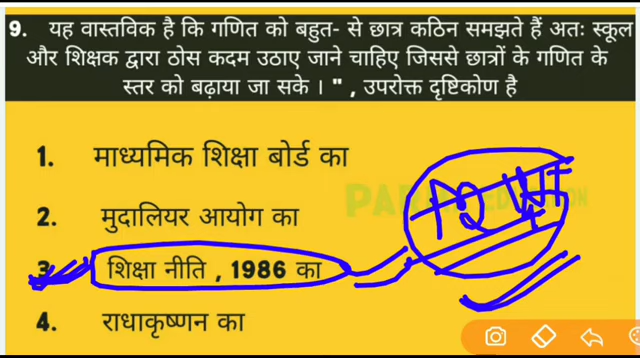 9. यह वास्तविक है कि गणित को बहुत- से छात्र कठिन समझते हैं अतः स्कूल
और शिक्षक द्वारा ठोस कदम उठाए जाने चाहिए जिससे छात्रों के गणित के
स्तर को बढ़ाया जा सके । " , उपरोक्त दृष्टिकोण है
1. माध्यमिक शिक्षा बोर्ड का
2. मुदालियर आयोग का
3. शिक्षा नीति , 1986 का
4. राधाकृष्णन का